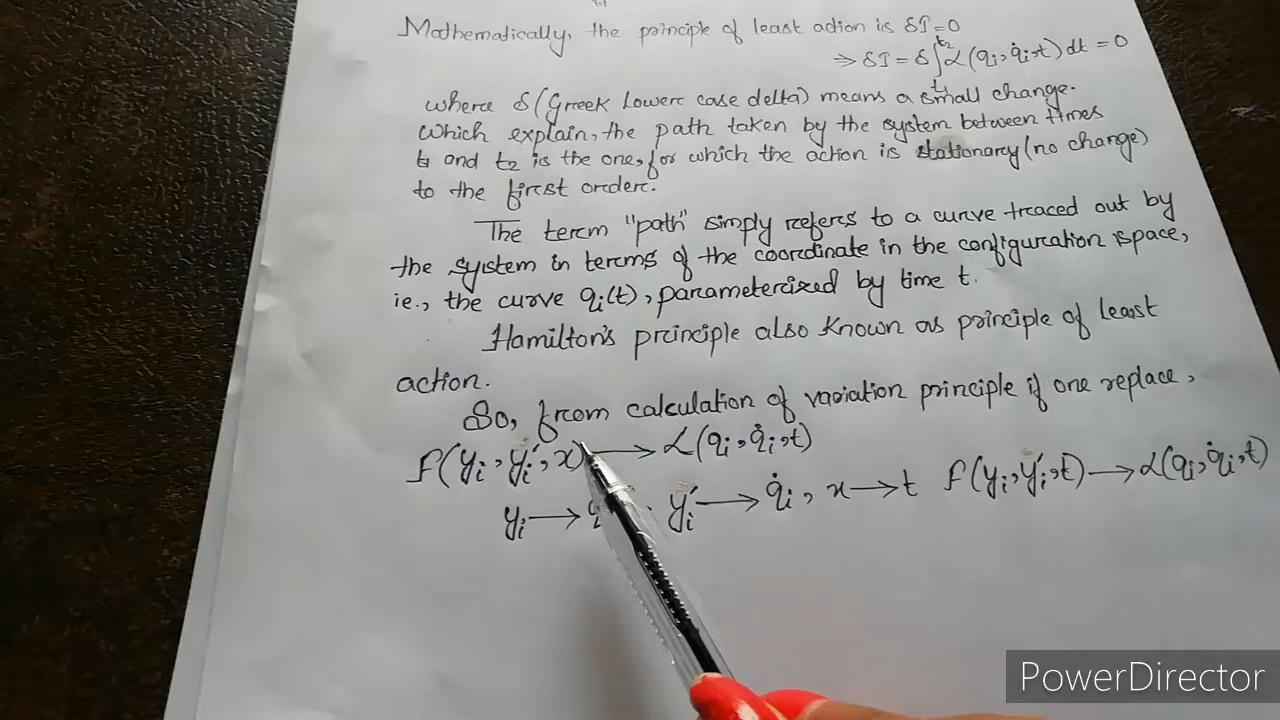 Mathematically, the principle of least action is δI=0
⇒ δI = δ∫_{t₁}^{t₂} L(qᵢ, q̇ᵢ, t) dt = 0
where δ (Greek Lower case delta) means a small change.
Which explain, the path taken by the system between times
t₁ and t₂ is the one, for which the action is stationary (no change)
to the first order.
The term "path" simply refers to a curve traced out by
the system in terms of the coordinate in the configuration space,
ie., the curve qᵢ(t), parameterized by time t.
Hamilton's principle also known as principle of least
action.
So, from calculation of variation principle if one replace,
F(yᵢ, yᵢ′, x) → L(qᵢ, q̇ᵢ, t)
yᵢ → yᵢ′ → q̇ᵢ, x → t f(yᵢ, yᵢ′, t) → L(qᵢ, q̇ᵢ, t)
PowerDirector